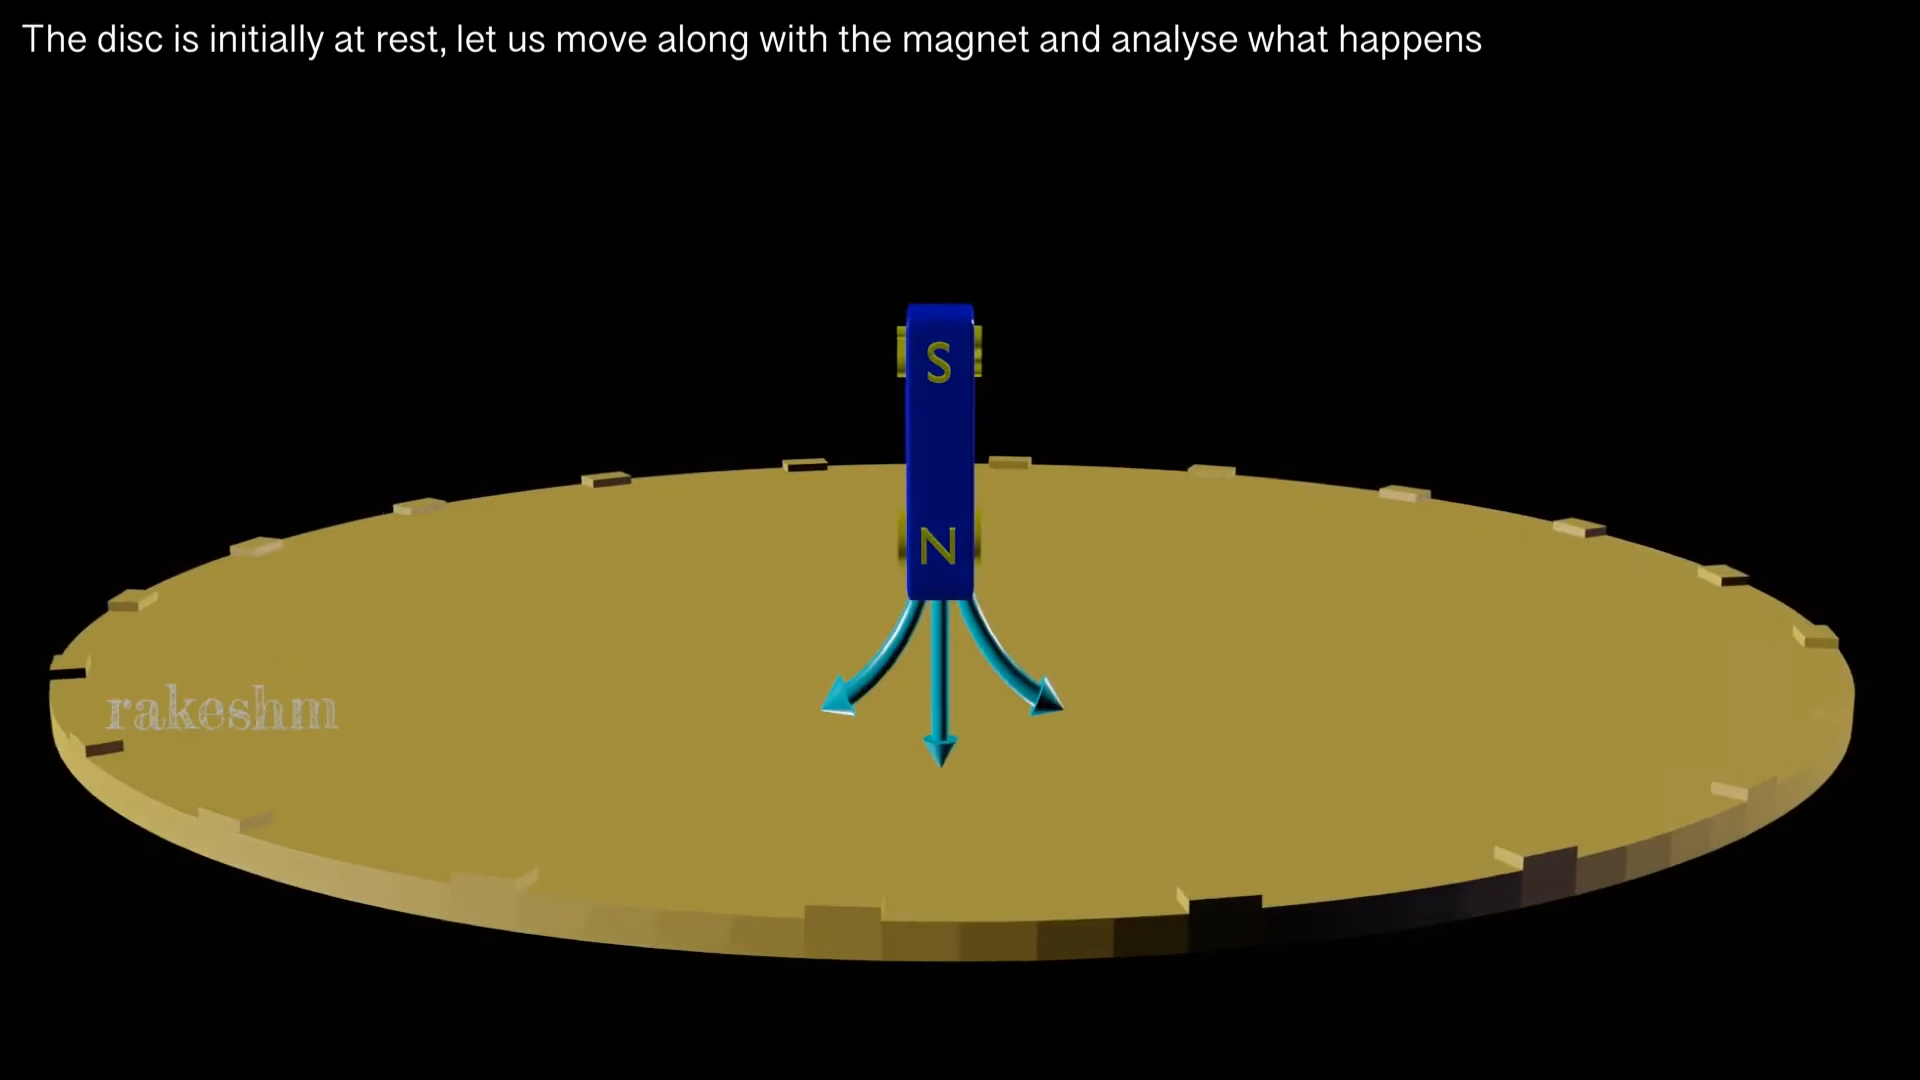 The disc is initially at rest, let us move along with the magnet and analyse what happens
S
N
rakeshm